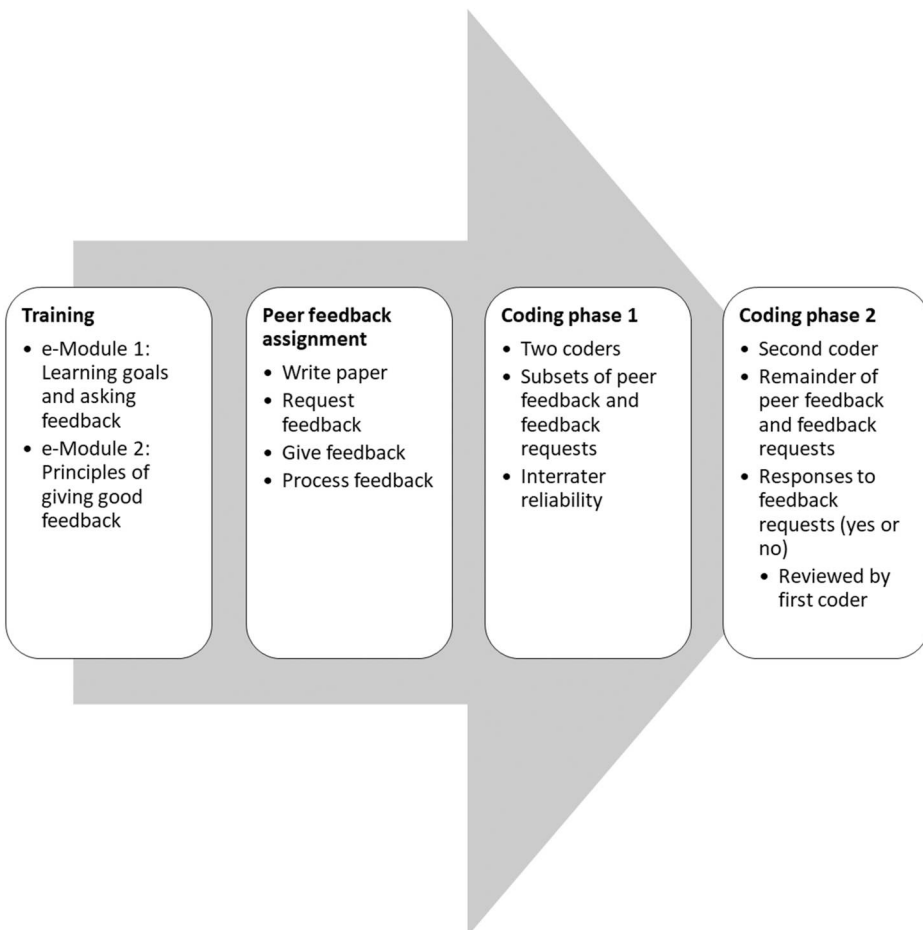 Training
• e-Module 1:
Learning goals
and asking
feedback
• e-Module 2:
Principles of
giving good
feedback
Peer feedback
assignment
• Write paper
• Request
feedback
• Give feedback
• Process feedback
Coding phase 1
• Two coders
• Subsets of peer
feedback and
feedback
requests
• Interrater
reliability
Coding phase 2
• Second coder
• Remainder of
peer feedback
and feedback
requests
• Responses to
feedback
requests (yes or
no)
• Reviewed by
first coder